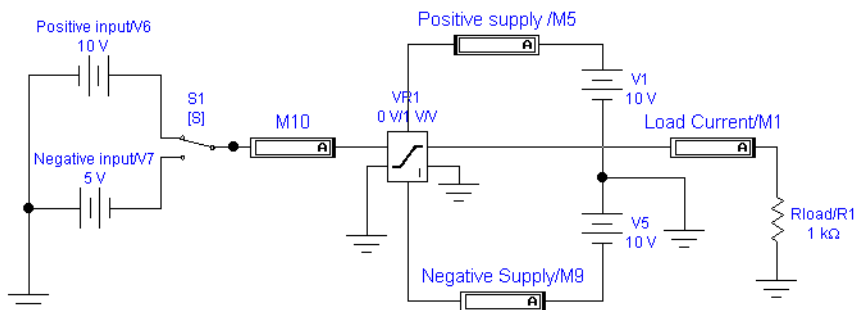 Positive input/V6
10 V
Positive supply /M5
S1
[S]
M10
A
VR1
0 V/1 V/V
I
A
V1
10 V
Load Current/M1
A
Negative input/V7
5 V
V5
10 V
Rload/R1
1 kΩ
Negative Supply/M9
A